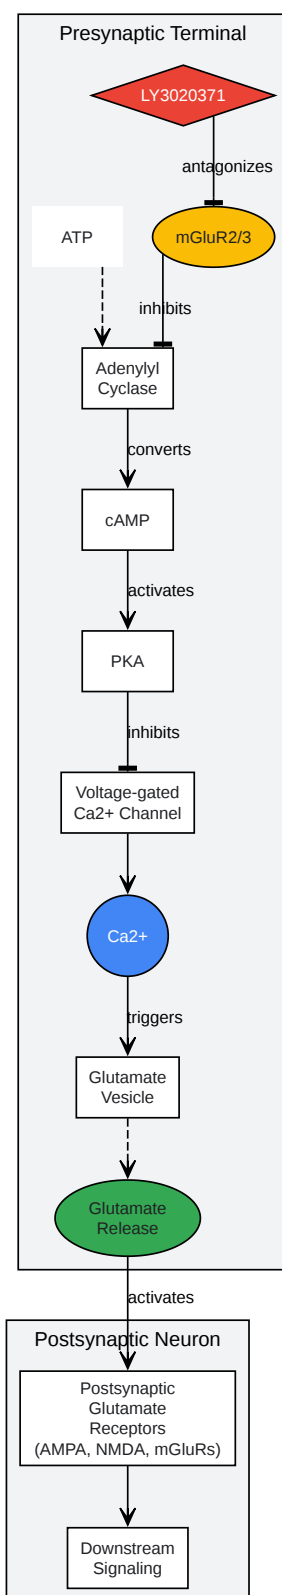 Presynaptic Terminal
LY3020371
antagonizes
ATP
mGluR2/3
inhibits
Adenylyl
Cyclase
converts
cAMP
activates
PKA
inhibits
Voltage-gated
Ca2+ Channel
Ca2+
triggers
Glutamate
Vesicle
Glutamate
Release
activates
Postsynaptic Neuron
Postsynaptic
Glutamate
Receptors
(AMPA, NMDA, mGluRs)
Downstream
Signaling